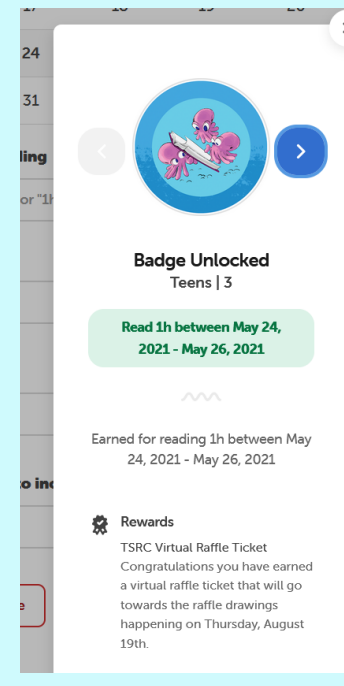 24
31
ling
or "1h
Badge Unlocked
Teens | 3
Read 1h between May 24,
2021 - May 26, 2021
Earned for reading 1h between May
24, 2021 - May 26, 2021
to in
Rewards
TSRC Virtual Raffle Ticket
Congratulations you have earned
a virtual raffle ticket that will go
towards the raffle drawings
happening on Thursday, August
19th.
e